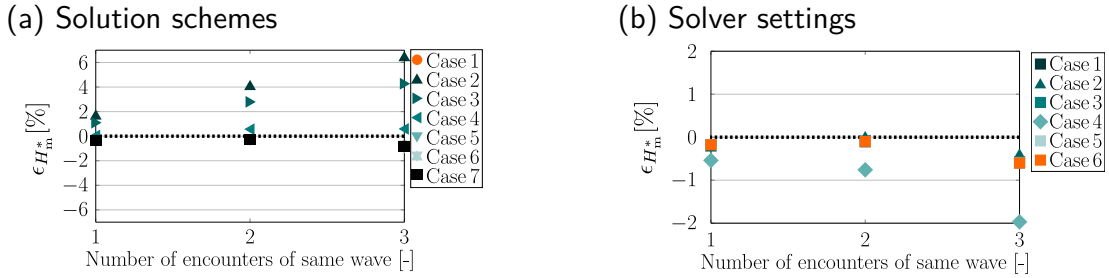 (a) Solution schemes
6
4
2
0
−2
−4
−6
1
2
3
ϵ_{H_m^*} [%]
Number of encounters of same wave [-]
Case 1
Case 2
Case 3
Case 4
Case 5
Case 6
Case 7
(b) Solver settings
2
1
0
−1
−2
1
2
3
ϵ_{H_m^*} [%]
Number of encounters of same wave [-]
Case 1
Case 2
Case 3
Case 4
Case 5
Case 6